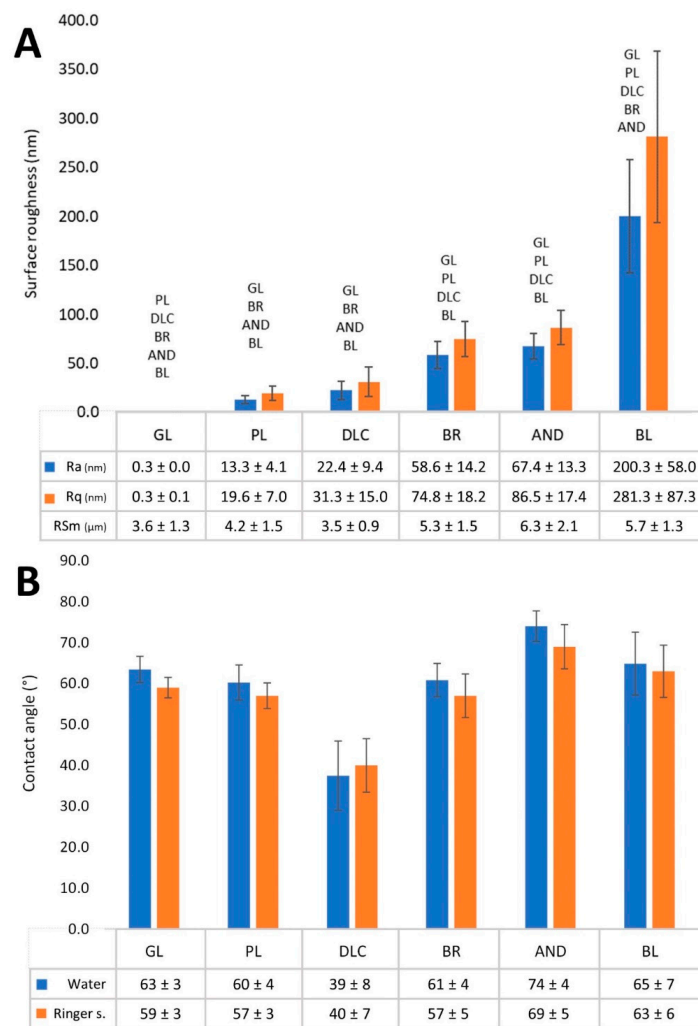 A
Surface roughness (nm)
400.0
350.0
300.0
250.0
200.0
150.0
100.0
50.0
0.0
PL
DLC
BR
AND
BL
GL
BR
AND
BL
GL
BR
AND
BL
GL
PL
DLC
BL
GL
PL
DLC
BL
GL
PL
DLC
BR
AND
GL PL DLC BR AND BL
Ra (nm) 0.3 ± 0.0 13.3 ± 4.1 22.4 ± 9.4 58.6 ± 14.2 67.4 ± 13.3 200.3 ± 58.0
Rq (nm) 0.3 ± 0.1 19.6 ± 7.0 31.3 ± 15.0 74.8 ± 18.2 86.5 ± 17.4 281.3 ± 87.3
RSm (μm) 3.6 ± 1.3 4.2 ± 1.5 3.5 ± 0.9 5.3 ± 1.5 6.3 ± 2.1 5.7 ± 1.3
B
Contact angle (°)
90.0
80.0
70.0
60.0
50.0
40.0
30.0
20.0
10.0
0.0
GL PL DLC BR AND BL
Water 63 ± 3 60 ± 4 39 ± 8 61 ± 4 74 ± 4 65 ± 7
Ringer s. 59 ± 3 57 ± 3 40 ± 7 57 ± 5 69 ± 5 63 ± 6